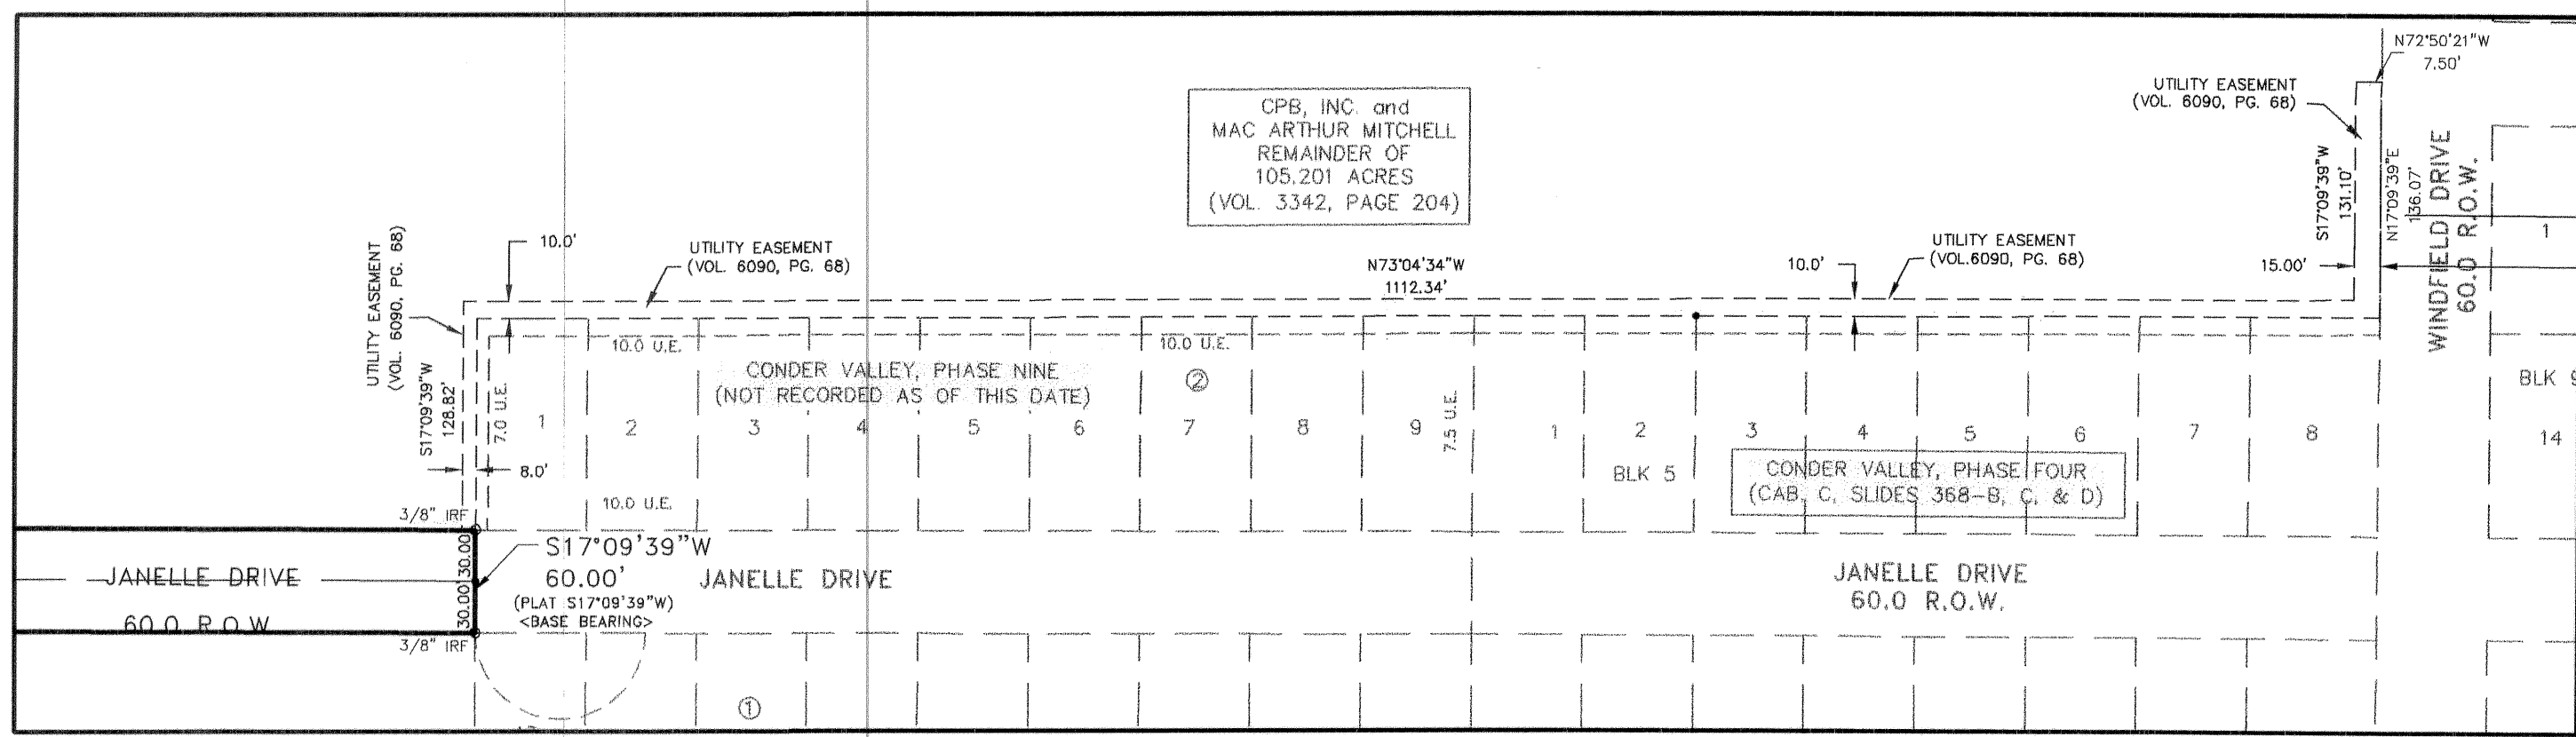 N72°50'21"W
7.50'
UTILITY EASEMENT
(VOL. 6090, PG. 68)
CPB, INC. and
MAC ARTHUR MITCHELL
REMAINDER OF
105.201 ACRES
(VOL. 3342, PAGE 204)
S17°09'39"W
131.10'
N17°09'39"E
136.07'
WINDFIELD DRIVE
60.0 R.O.W.
1
UTILITY EASEMENT
(VOL. 6090, PG. 68)
10.0'
UTILITY EASEMENT
(VOL. 6090, PG. 68)
N73°04'34"W
1112.34'
10.0'
UTILITY EASEMENT
(VOL.6090, PG. 68)
15.00'
S17°09'39"W
128.82'
7.0 U.E.
10.0 U.E.
10.0 U.E.
CONDER VALLEY, PHASE NINE
(NOT RECORDED AS OF THIS DATE)
②
7.5 U.E.
BLK 9
1
2
3
4
5
6
7
8
9
1
2
3
4
5
6
7
8
14
BLK 5
CONDER VALLEY, PHASE FOUR
(CAB. C, SLIDES 368-B, C, & D)
8.0'
10.0 U.E.
3/8" IRF
30.00'
30.00'
S17°09'39"W
60.00'
(PLAT S17°09'39"W)
<BASE BEARING>
JANELLE DRIVE
60.0 R.O.W
JANELLE DRIVE
JANELLE DRIVE
60.0 R.O.W.
3/8" IRF
①